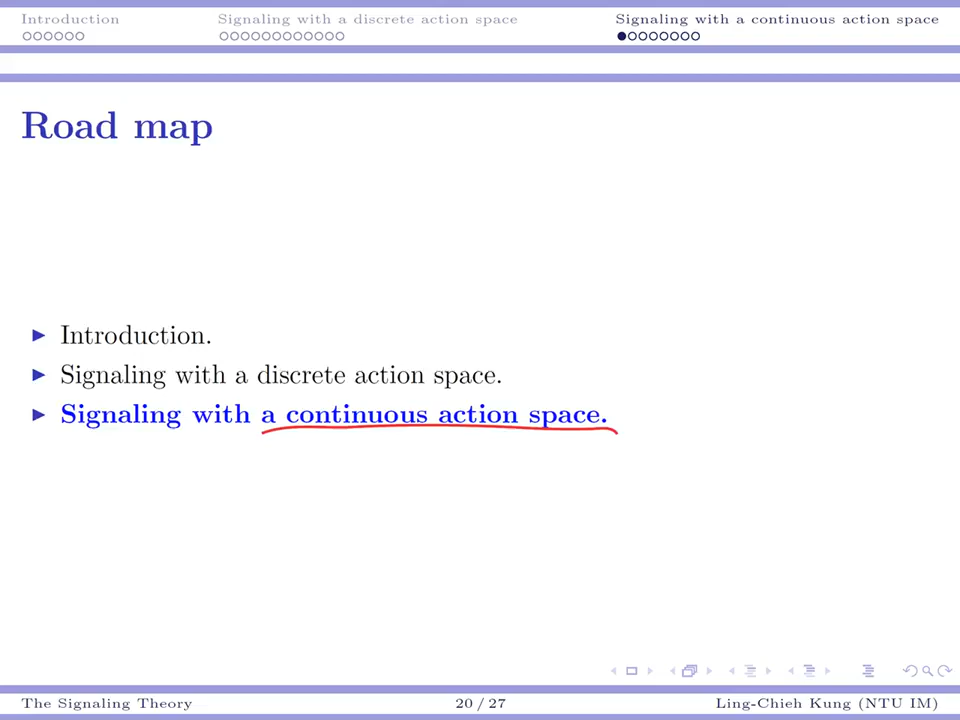 Introduction
Signaling with a discrete action space
Signaling with a continuous action space
Road map
Introduction.
Signaling with a discrete action space.
Signaling with a continuous action space.
The Signaling Theory
20 / 27
Ling-Chieh Kung (NTU IM)